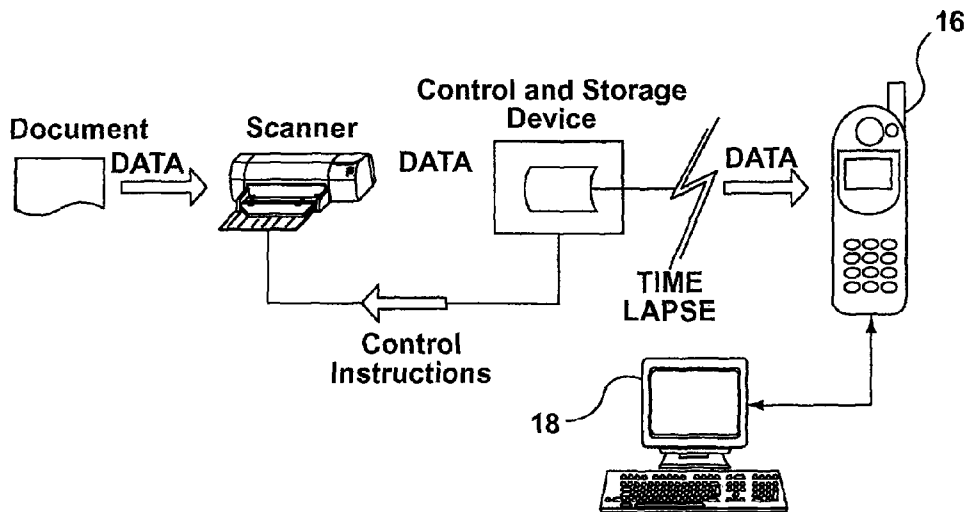 16
Control and Storage
Device
Document
Scanner
DATA
DATA
DATA
TIME
LAPSE
Control
Instructions
18